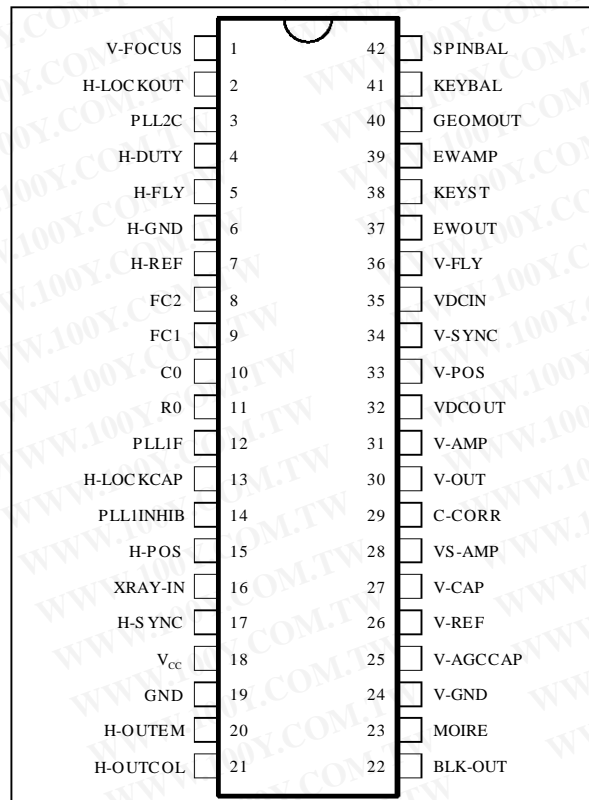 V-FOCUS 1 42 SPINBAL
H-LOCKOUT 2 41 KEYBAL
PLL2C 3 40 GEOMOUT
H-DUTY 4 39 EWAMP
H-FLY 5 38 KEYST
H-GND 6 37 EWOUT
H-REF 7 36 V-FLY
FC2 8 35 VDCIN
FC1 9 34 V-SYNC
C0 10 33 V-POS
R0 11 32 VDCOUT
PLL1F 12 31 V-AMP
H-LOCKCAP 13 30 V-OUT
PLL1INHIB 14 29 C-CORR
H-POS 15 28 VS-AMP
XRAY-IN 16 27 V-CAP
H-SYNC 17 26 V-REF
VCC 18 25 V-AGCCAP
GND 19 24 V-GND
H-OUTEM 20 23 MOIRE
H-OUTCOL 21 22 BLK-OUT
WWW.100Y.COM.TW